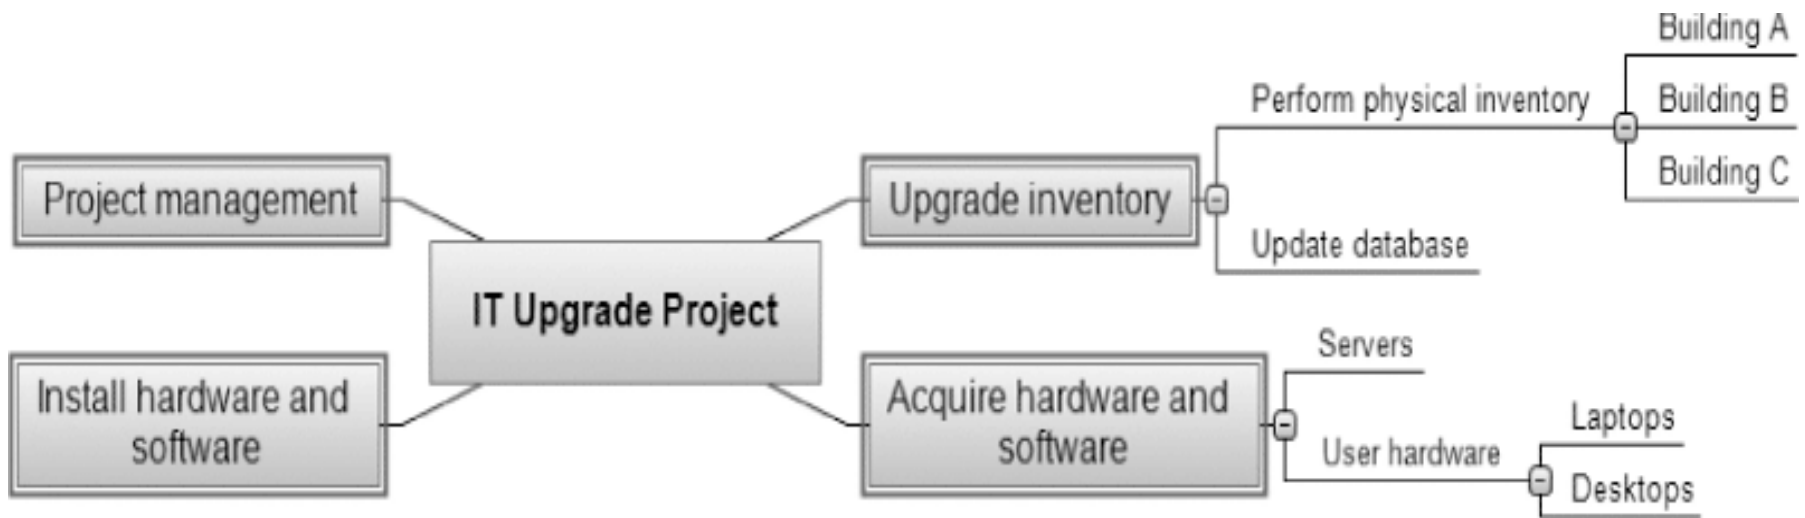 Building A
Perform physical inventory
Building B
Building C
Project management
Upgrade inventory
Update database
IT Upgrade Project
Servers
Install hardware and
software
Acquire hardware and
software
Laptops
User hardware
Desktops